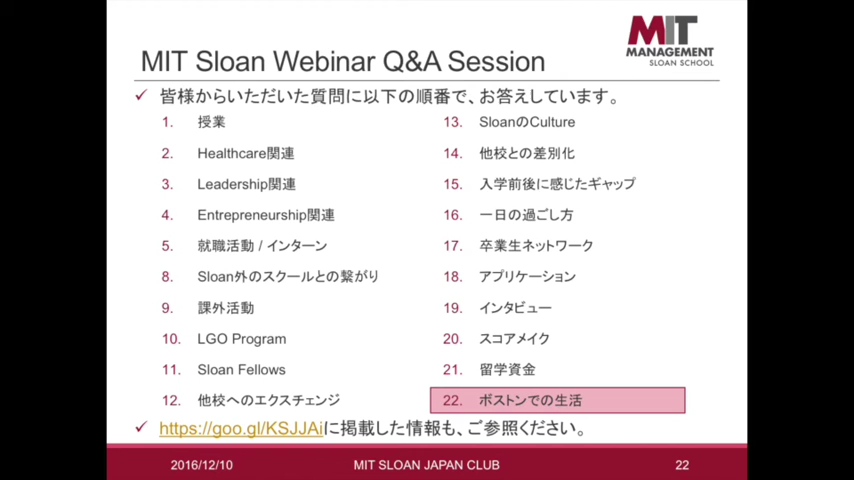 MIT
MANAGEMENT
SLOAN SCHOOL
MIT Sloan Webinar Q&A Session
✓ 皆様からいただいた質問に以下の順番で、お答えしています。
1. 授業
2. Healthcare関連
3. Leadership関連
4. Entrepreneurship関連
5. 就職活動 / インターン
8. Sloan外のスクールとの繋がり
9. 課外活動
10. LGO Program
11. Sloan Fellows
12. 他校へのエクスチェンジ
13. SloanのCulture
14. 他校との差別化
15. 入学前後に感じたギャップ
16. 一日の過ごし方
17. 卒業生ネットワーク
18. アプリケーション
19. インタビュー
20. スコアメイク
21. 留学資金
22. ボストンでの生活
✓ https://goo.gl/KSJJAiに掲載した情報も、ご参照ください。
2016/12/10 MIT SLOAN JAPAN CLUB 22